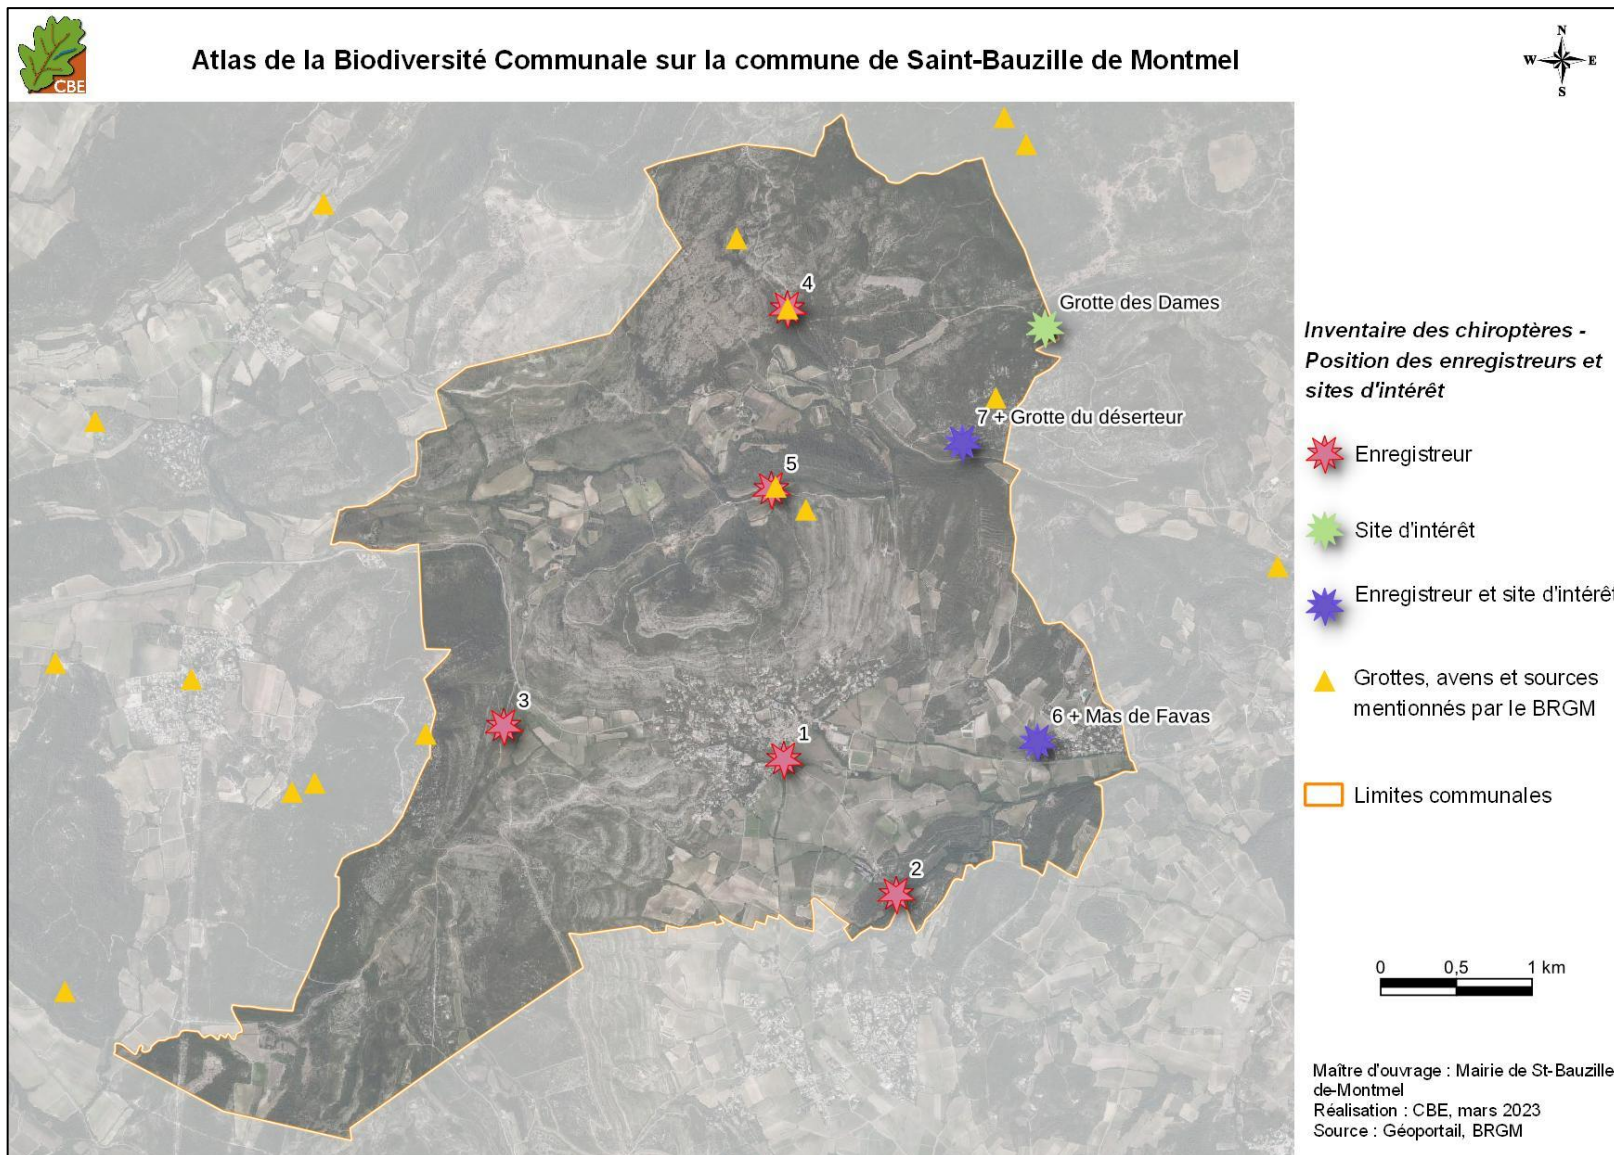 CBE
Atlas de la Biodiversité Communale sur la commune de Saint-Bauzille de Montmel
N
W E
S
4
Grotte des Dames
7 + Grotte du déserteur
5
3
6 + Mas de Favas
1
2
Inventaire des chiroptères -
Position des enregistreurs et
sites d'intérêt
Enregistreur
Site d'intérêt
Enregistreur et site d'intérêt
Grottes, avens et sources
mentionnés par le BRGM
Limites communales
0 0,5 1 km
Maître d'ouvrage : Mairie de St-Bauzille
de-Montmel
Réalisation : CBE, mars 2023
Source : Géoportail, BRGM